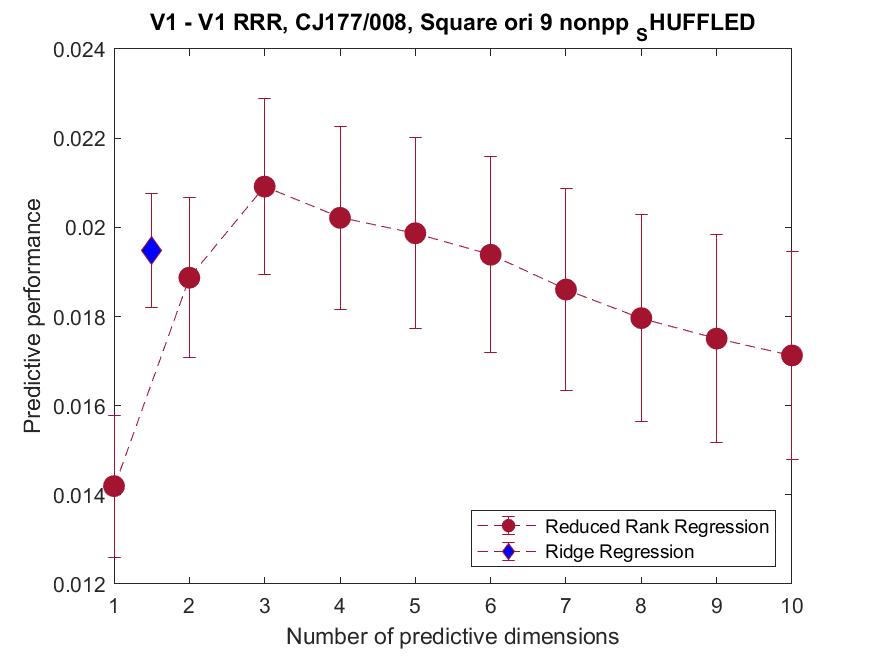 V1 - V1 RRR, CJ177/008, Square ori 9 nonpp SHUFFLED
0.024
0.022
0.02
0.018
0.016
0.014
0.012
Predictive performance
1 2 3 4 5 6 7 8 9 10
Number of predictive dimensions
Reduced Rank Regression
Ridge Regression